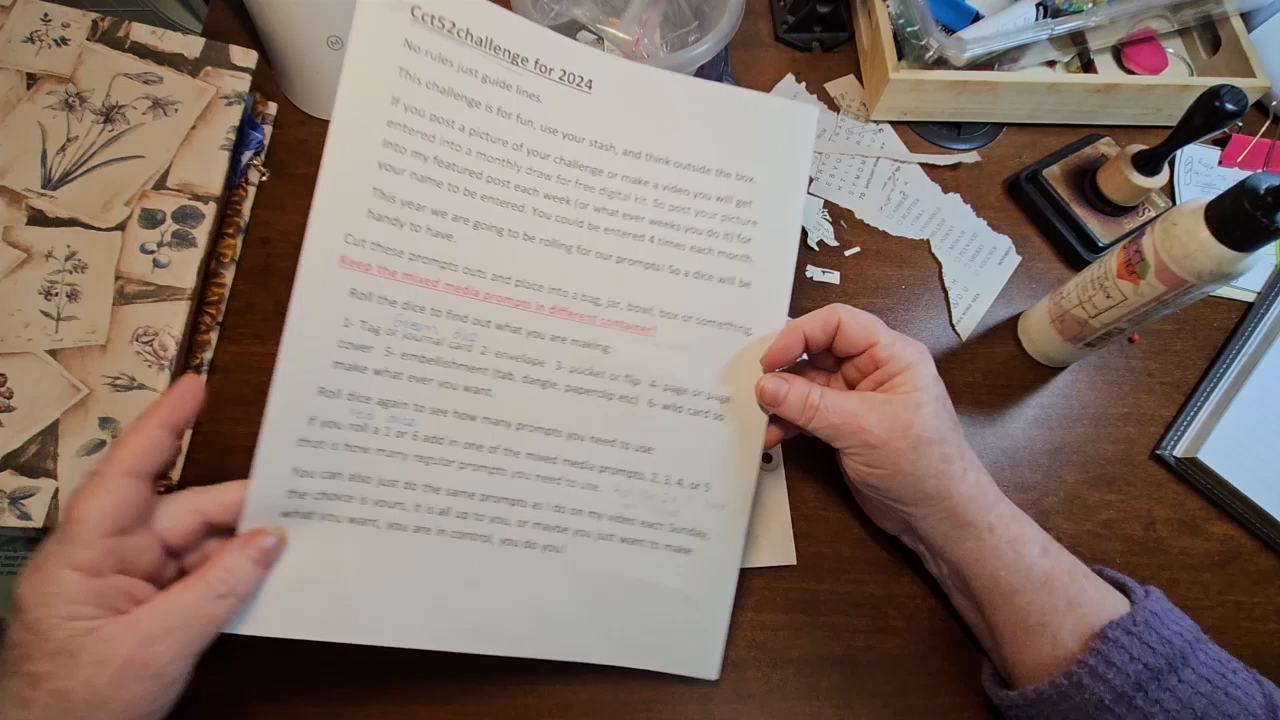 Cct52challenge for 2024
No rules just guide lines.
This challenge is for fun, use your stash, and think outside the box.
If you post a picture of your challenge or make a video you will get
entered into a monthly draw for free digital kit. So post your picture
into my featured post each week (or what ever weeks you do it) for
your name to be entered. You could be entered 4 times each month.
This year we are going to be rolling for our prompts! So a dice will be
handy to have.
Cut these prompts outs and place into a bag, jar, bowl, box or something.
Keep the mixed media prompts in different container!
Roll the dice to find out what you are making.
1- Tag or journal card 2- envelope 3- pocket or flip 4- page or page
cover 5- embellishment (tab, dangle, paperclip etc) 6- wild card so
make what ever you want.
Roll dice again to see how many prompts you need to use.
red dice
If you roll a 1 or 6 add in one of the mixed media prompts, 2, 3, 4, or 5
that is how many regular prompts you need to use.
You can also just do the same prompts as I do on my video each Sunday,
the choice is yours, it is all up to you, or maybe you just want to make
what you want, you are in control, you do you!